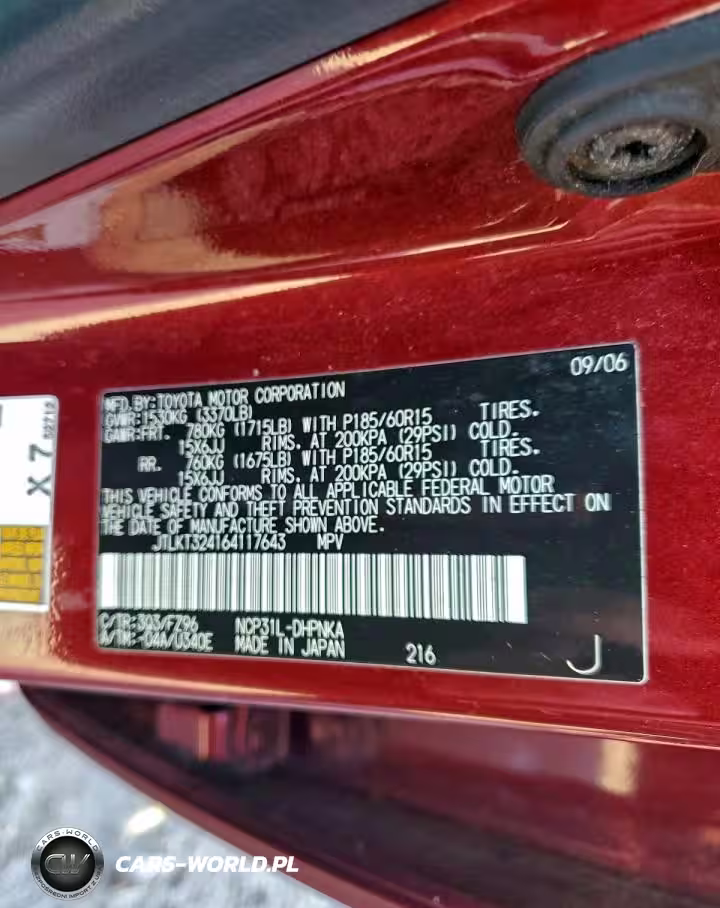 09/06
MFD.BY:TOYOTA MOTOR CORPORATION
GVWR:1530KG (3370LB)
GAWR:FRT. 780KG (1715LB) WITH P185/60R15 TIRES.
15X6JJ RIMS. AT 200KPA (29PSI) COLD.
RR. 760KG (1675LB) WITH P185/60R15 TIRES.
15X6JJ RIMS. AT 200KPA (29PSI) COLD.
THIS VEHICLE CONFORMS TO ALL APPLICABLE FEDERAL MOTOR
VEHICLE SAFETY AND THEFT PREVENTION STANDARDS IN EFFECT ON
THE DATE OF MANUFACTURE SHOWN ABOVE.
JTLKT324164117643 MPV
C/TR:3Q3/FZ96 NCP31L-DHPNKA
A/TM:-04A/U340E MADE IN JAPAN 216 J
X 7
CARS-WORLD
CW
CARS-WORLD.PL